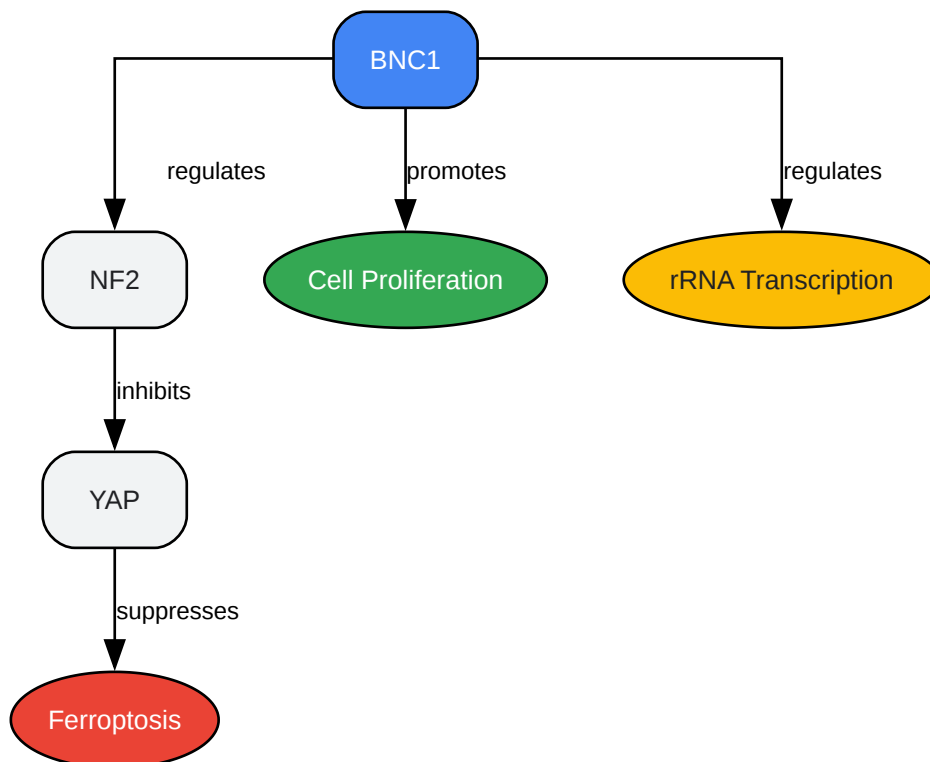 BNC1
regulates
promotes
regulates
NF2
Cell Proliferation
rRNA Transcription
inhibits
YAP
suppresses
Ferroptosis